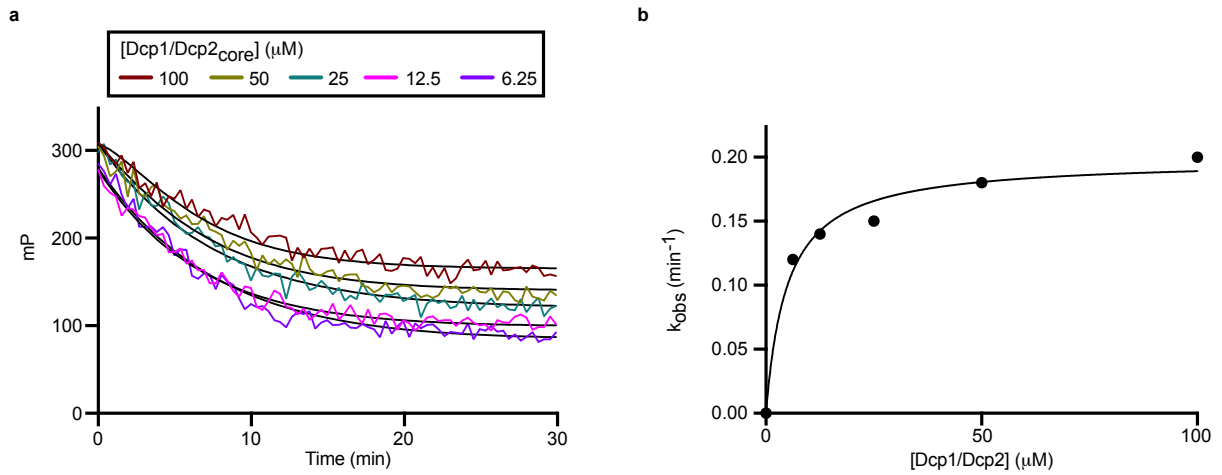 a
[Dcp1/Dcp2core] (μM)
100 50 25 12.5 6.25
300
200
100
0
mP
0 10 20 30
Time (min)
b
0.20
0.15
0.10
0.05
0.00
kobs (min-1)
0 50 100
[Dcp1/Dcp2] (μM)